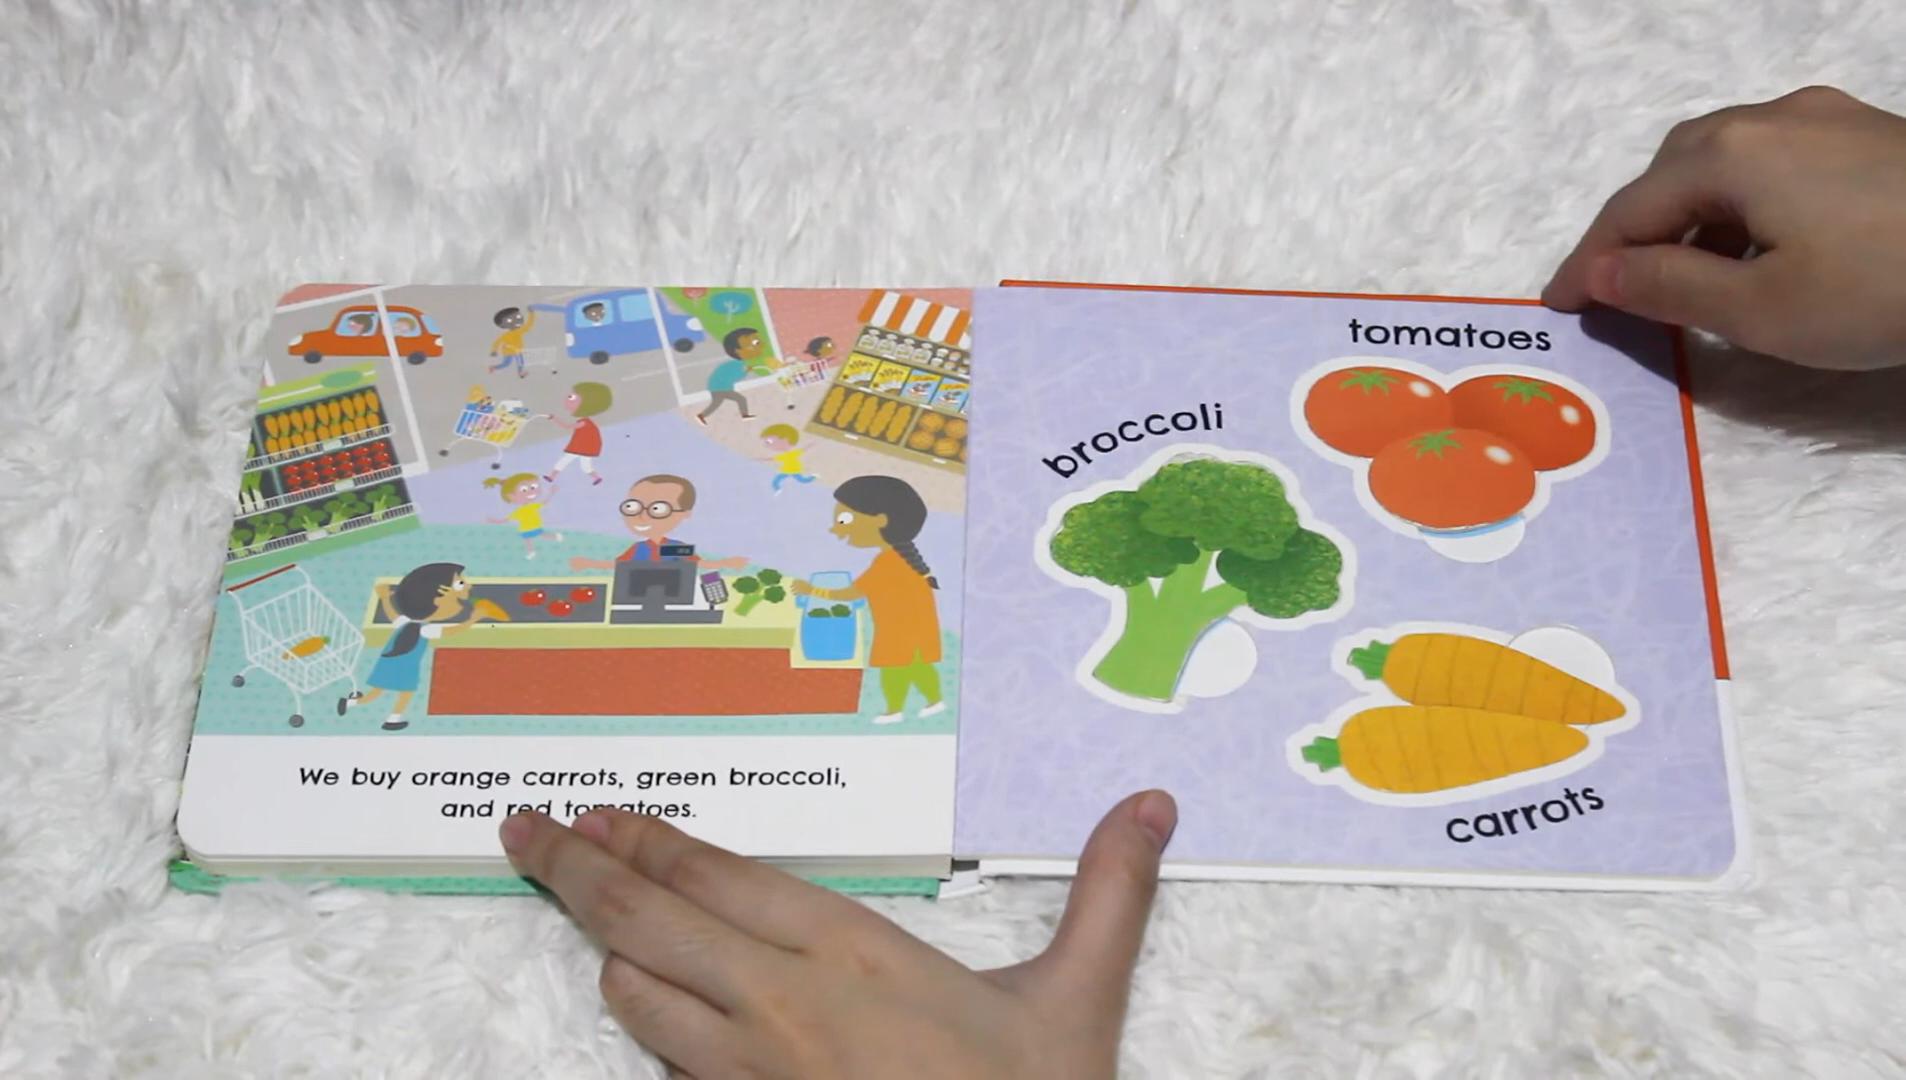 We buy orange carrots, green broccoli,
and red tomatoes.
tomatoes
broccoli
carrots